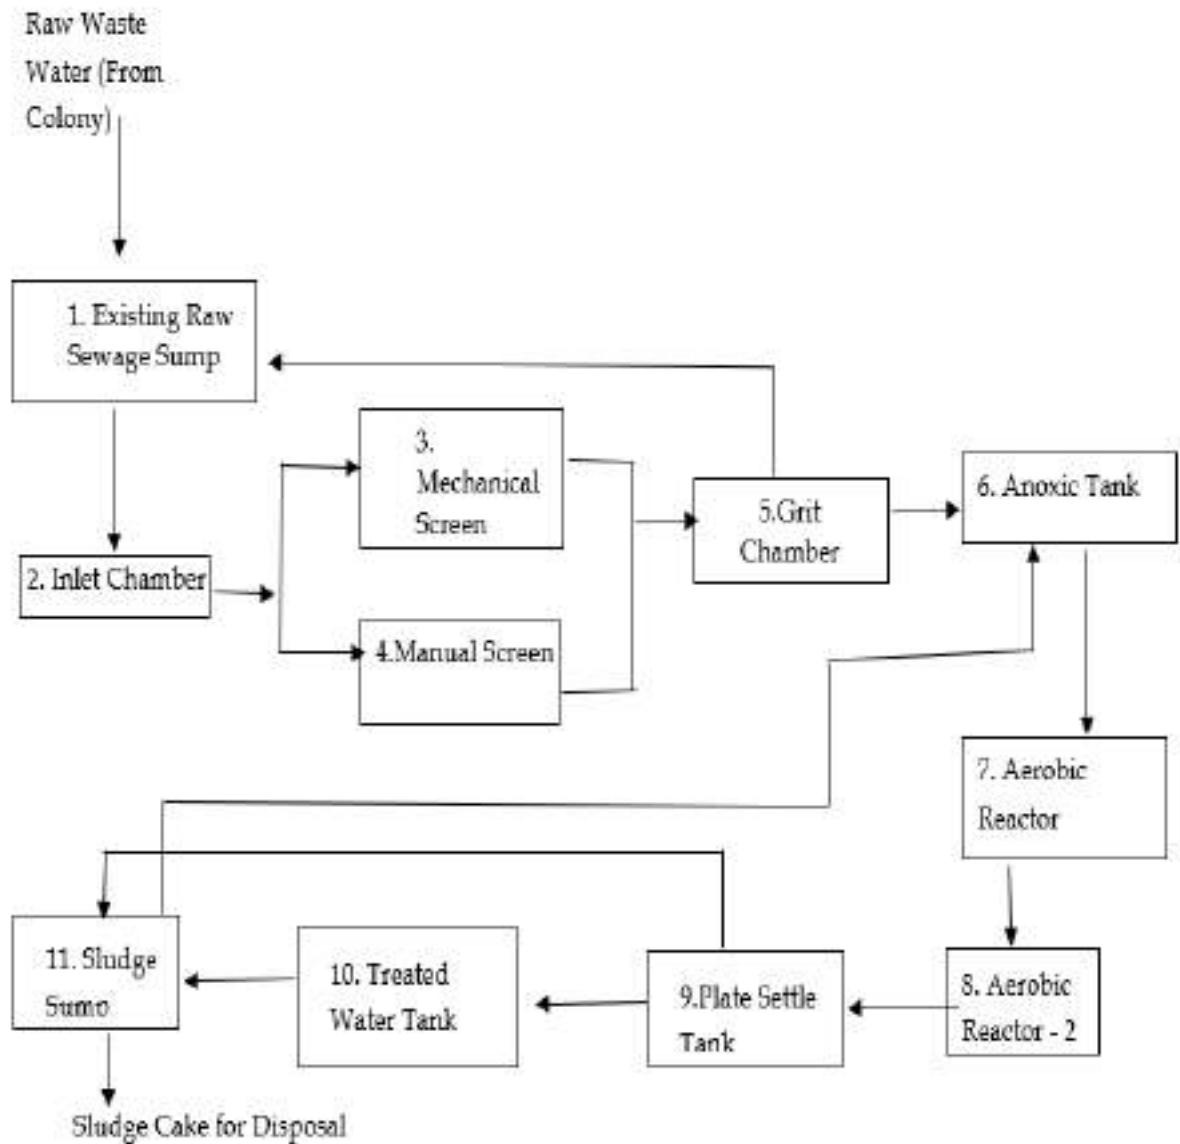 Raw Waste
Water (From
Colony)
1. Existing Raw
Sewage Sump
2. Inlet Chamber
3.
Mechanical
Screen
4.Manual Screen
5.Grit
Chamber
6. Anoxic Tank
7. Aerobic
Reactor
8. Aerobic
Reactor - 2
9.Plate Settle
Tank
10. Treated
Water Tank
11. Sludge
Sump
Sludge Cake for Disposal